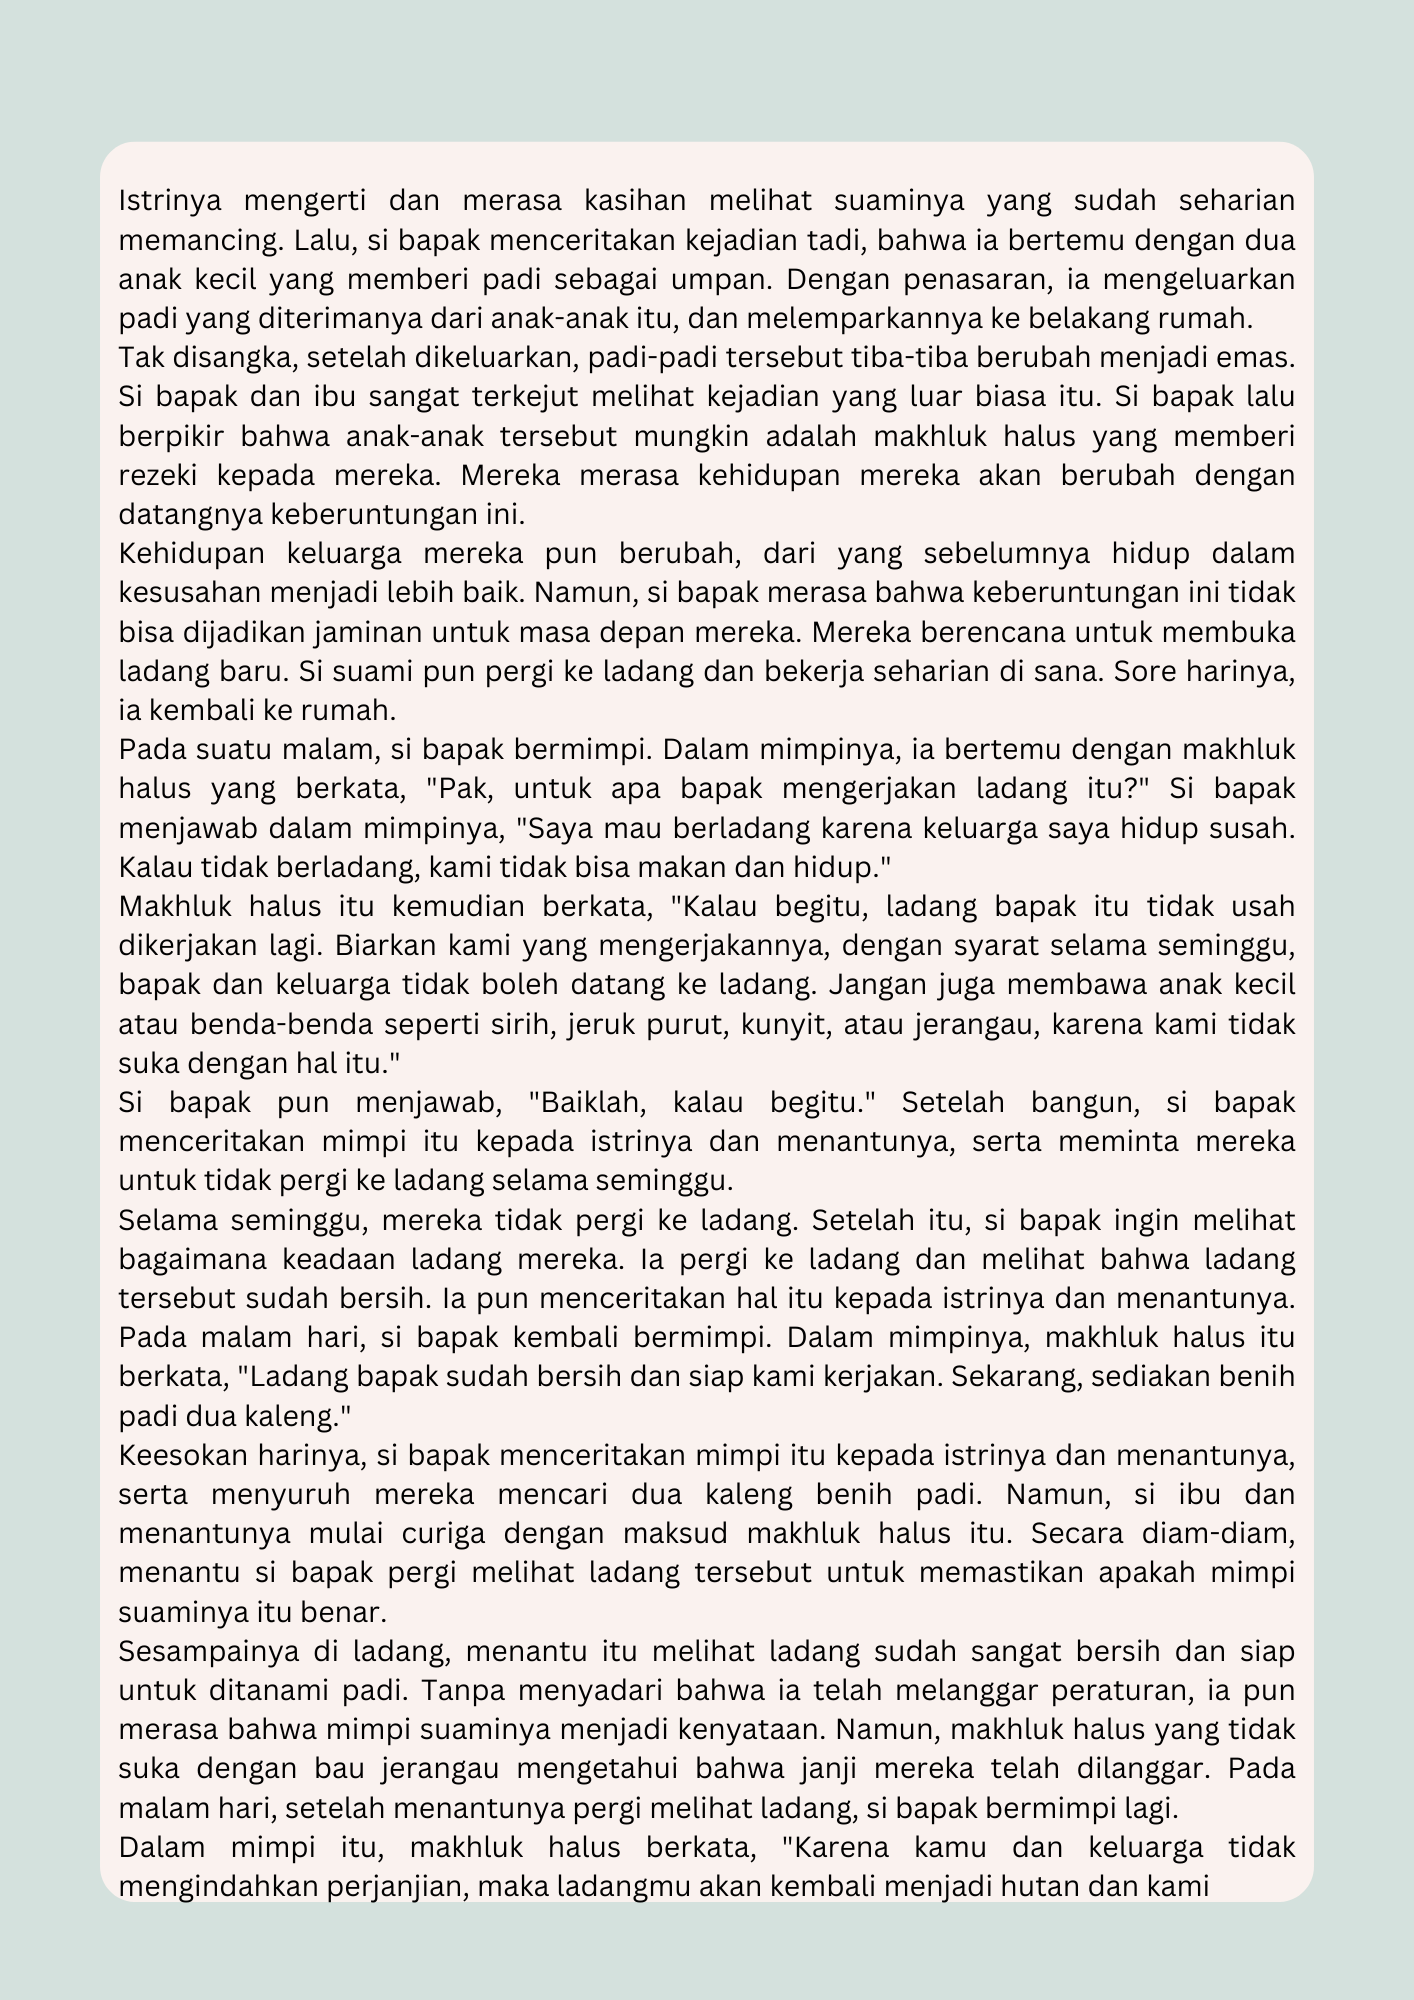 Istrinya mengerti dan merasa kasihan melihat suaminya yang sudah seharian
memancing. Lalu, si bapak menceritakan kejadian tadi, bahwa ia bertemu dengan dua
anak kecil yang memberi padi sebagai umpan. Dengan penasaran, ia mengeluarkan
padi yang diterimanya dari anak-anak itu, dan melemparkannya ke belakang rumah.
Tak disangka, setelah dikeluarkan, padi-padi tersebut tiba-tiba berubah menjadi emas.
Si bapak dan ibu sangat terkejut melihat kejadian yang luar biasa itu. Si bapak lalu
berpikir bahwa anak-anak tersebut mungkin adalah makhluk halus yang memberi
rezeki kepada mereka. Mereka merasa kehidupan mereka akan berubah dengan
datangnya keberuntungan ini.
Kehidupan keluarga mereka pun berubah, dari yang sebelumnya hidup dalam
kesusahan menjadi lebih baik. Namun, si bapak merasa bahwa keberuntungan ini tidak
bisa dijadikan jaminan untuk masa depan mereka. Mereka berencana untuk membuka
ladang baru. Si suami pun pergi ke ladang dan bekerja seharian di sana. Sore harinya,
ia kembali ke rumah.
Pada suatu malam, si bapak bermimpi. Dalam mimpinya, ia bertemu dengan makhluk
halus yang berkata, "Pak, untuk apa bapak mengerjakan ladang itu?" Si bapak
menjawab dalam mimpinya, "Saya mau berladang karena keluarga saya hidup susah.
Kalau tidak berladang, kami tidak bisa makan dan hidup."
Makhluk halus itu kemudian berkata, "Kalau begitu, ladang bapak itu tidak usah
dikerjakan lagi. Biarkan kami yang mengerjakannya, dengan syarat selama seminggu,
bapak dan keluarga tidak boleh datang ke ladang. Jangan juga membawa anak kecil
atau benda-benda seperti sirih, jeruk purut, kunyit, atau jerangau, karena kami tidak
suka dengan hal itu."
Si bapak pun menjawab, "Baiklah, kalau begitu." Setelah bangun, si bapak
menceritakan mimpi itu kepada istrinya dan menantunya, serta meminta mereka
untuk tidak pergi ke ladang selama seminggu.
Selama seminggu, mereka tidak pergi ke ladang. Setelah itu, si bapak ingin melihat
bagaimana keadaan ladang mereka. Ia pergi ke ladang dan melihat bahwa ladang
tersebut sudah bersih. Ia pun menceritakan hal itu kepada istrinya dan menantunya.
Pada malam hari, si bapak kembali bermimpi. Dalam mimpinya, makhluk halus itu
berkata, "Ladang bapak sudah bersih dan siap kami kerjakan. Sekarang, sediakan benih
padi dua kaleng."
Keesokan harinya, si bapak menceritakan mimpi itu kepada istrinya dan menantunya,
serta menyuruh mereka mencari dua kaleng benih padi. Namun, si ibu dan
menantunya mulai curiga dengan maksud makhluk halus itu. Secara diam-diam,
menantu si bapak pergi melihat ladang tersebut untuk memastikan apakah mimpi
suaminya itu benar.
Sesampainya di ladang, menantu itu melihat ladang sudah sangat bersih dan siap
untuk ditanami padi. Tanpa menyadari bahwa ia telah melanggar peraturan, ia pun
merasa bahwa mimpi suaminya menjadi kenyataan. Namun, makhluk halus yang tidak
suka dengan bau jerangau mengetahui bahwa janji mereka telah dilanggar. Pada
malam hari, setelah menantunya pergi melihat ladang, si bapak bermimpi lagi.
Dalam mimpi itu, makhluk halus berkata, "Karena kamu dan keluarga tidak
mengindahkan perjanjian, maka ladangmu akan kembali menjadi hutan dan kami